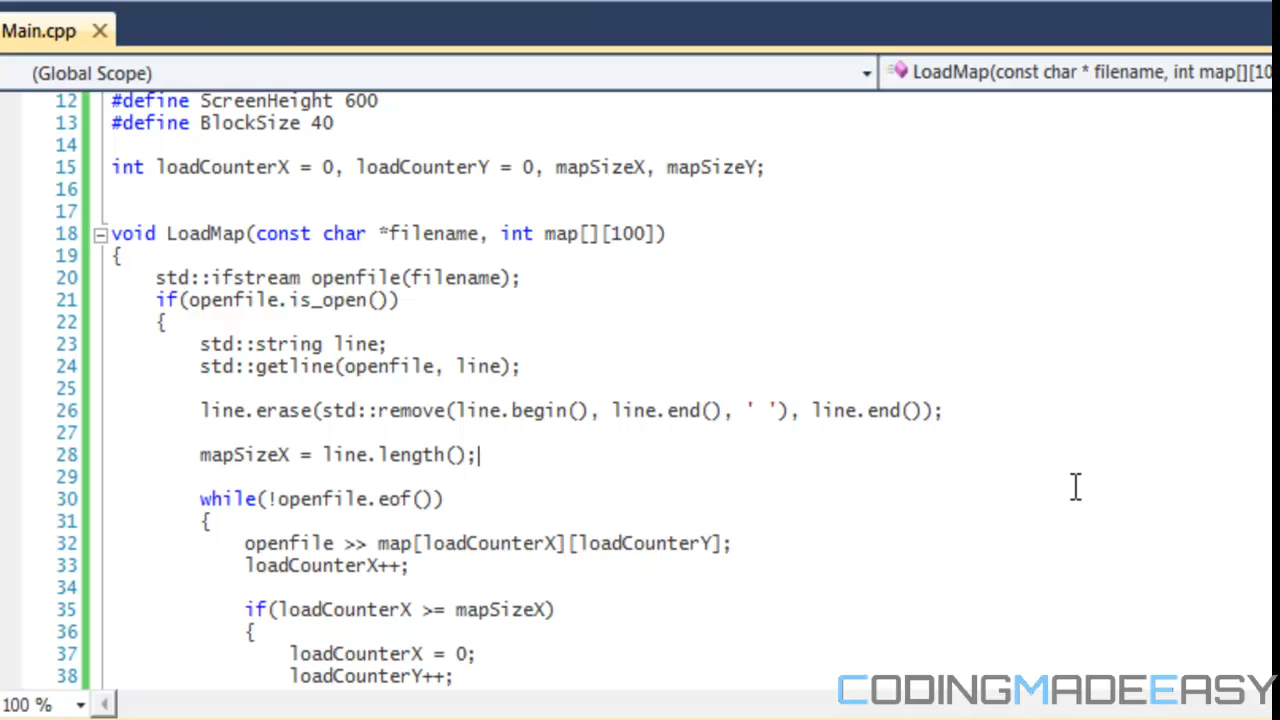 Main.cpp
(Global Scope)
LoadMap(const char * filename, int map[][10
12 #define ScreenHeight 600
13 #define BlockSize 40
14
15 int loadCounterX = 0, loadCounterY = 0, mapSizeX, mapSizeY;
16
17
18 void LoadMap(const char *filename, int map[][100])
19 {
20 std::ifstream openfile(filename);
21 if(openfile.is_open())
22 {
23 std::string line;
24 std::getline(openfile, line);
25
26 line.erase(std::remove(line.begin(), line.end(), ' '), line.end());
27
28 mapSizeX = line.length();
29
30 while(!openfile.eof())
31 {
32 openfile >> map[loadCounterX][loadCounterY];
33 loadCounterX++;
34
35 if(loadCounterX >= mapSizeX)
36 {
37 loadCounterX = 0;
38 loadCounterY++;
100 %
CODINGMADEEASY